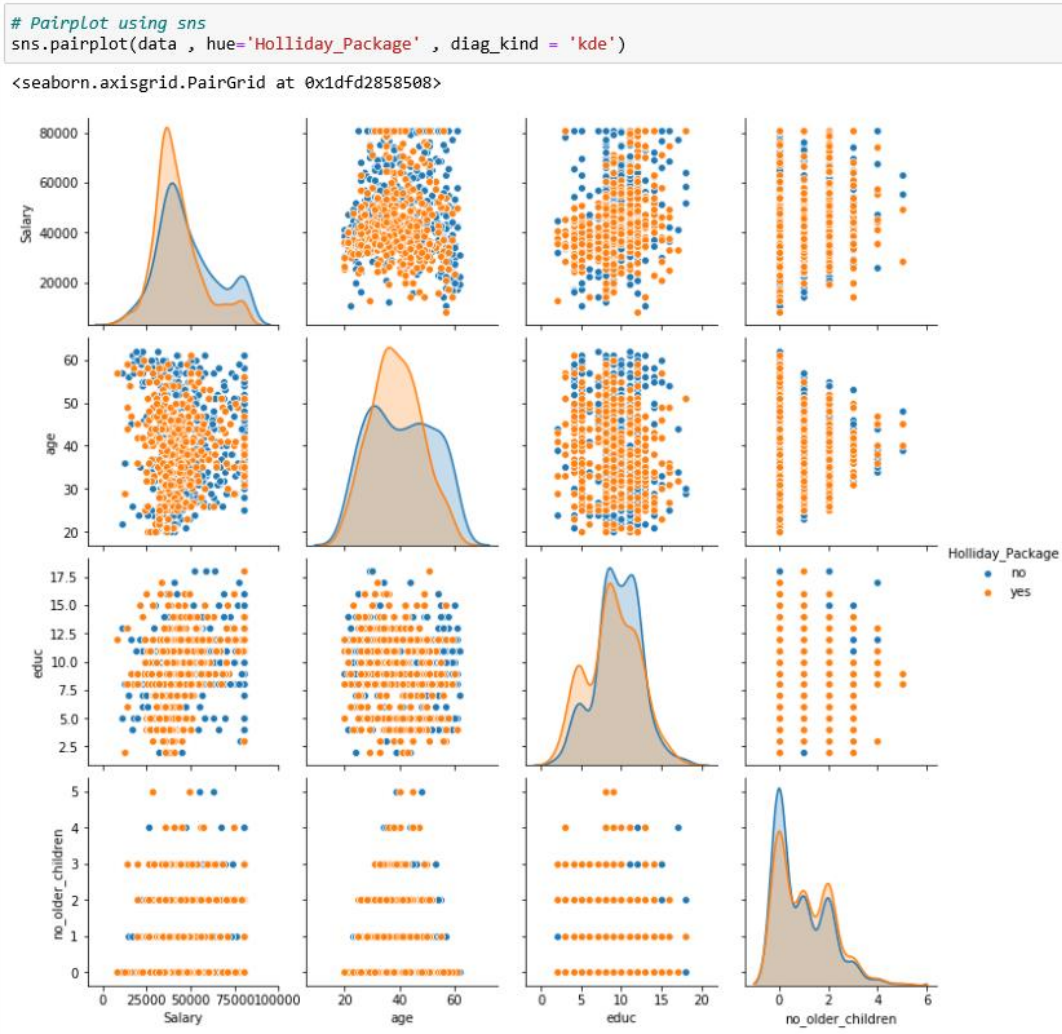 # Pairplot using sns
sns.pairplot(data , hue='Holliday_Package' , diag_kind = 'kde')
<seaborn.axisgrid.PairGrid at 0x1dfd2858508>
80000
60000
40000
20000
Salary
60
50
40
30
20
age
Holliday_Package
no
yes
17.5
15.0
12.5
10.0
7.5
5.0
2.5
educ
5
4
3
2
1
0
no_older_children
0 25000 50000 75000 100000
Salary
20 40 60
age
0 5 10 15 20
educ
0 2 4 6
no_older_children